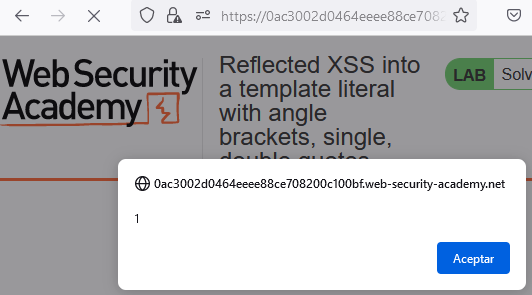 https://0ac3002d0464eeee88ce7082
Web Security
Academy
Reflected XSS into
a template literal
with angle
brackets, single,
double quotes
LAB
Solv
0ac3002d0464eeee88ce708200c100bf.web-security-academy.net
1
Aceptar